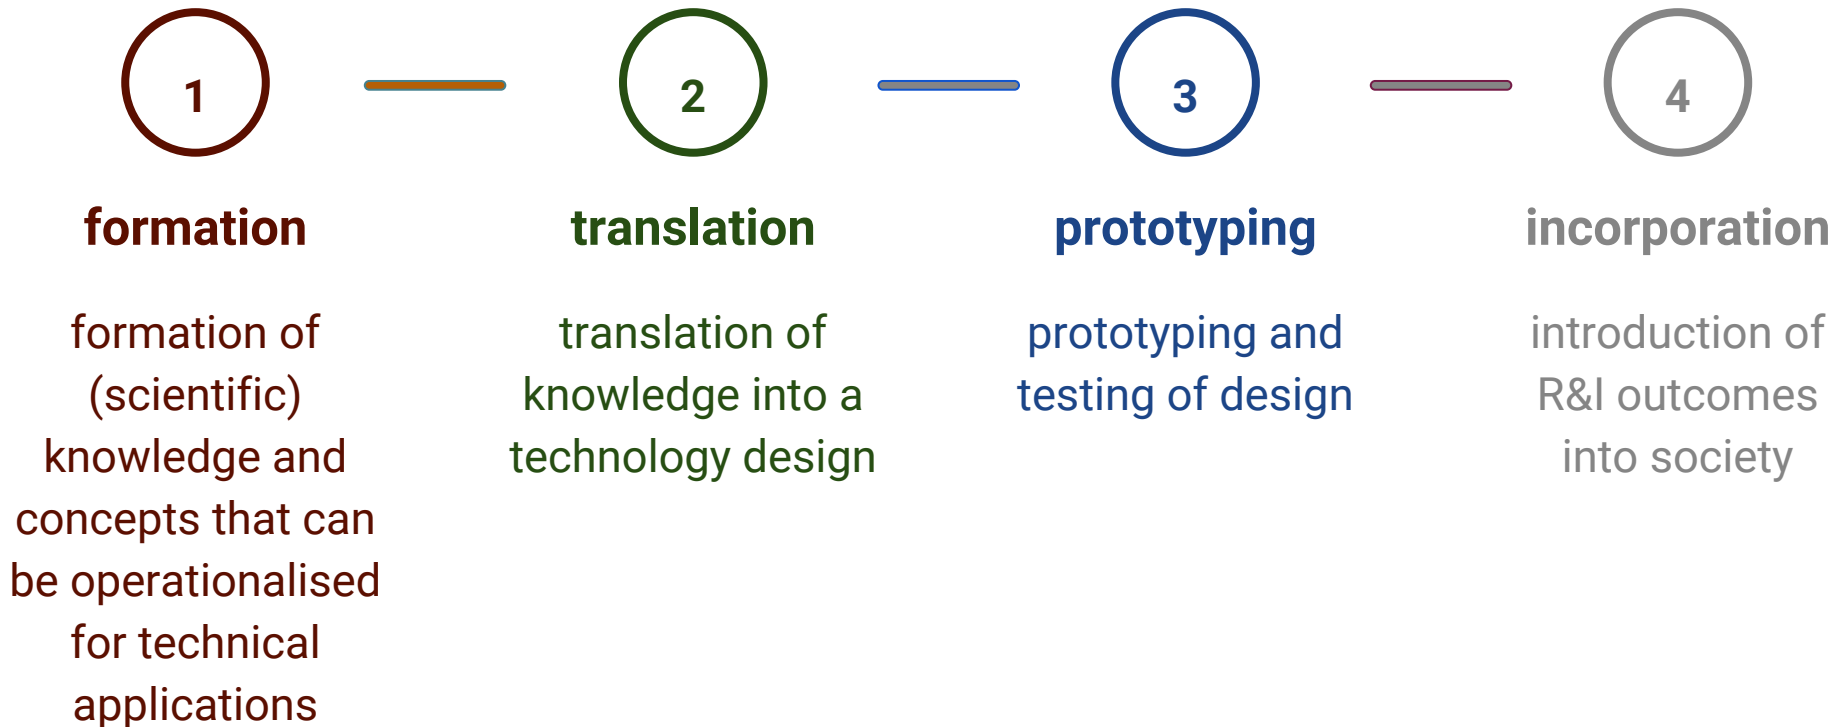 1
2
3
4
formation
translation
prototyping
incorporation
formation of
(scientific)
knowledge and
concepts that can
be operationalised
for technical
applications
translation of
knowledge into a
technology design
prototyping and
testing of design
introduction of
R&I outcomes
into society